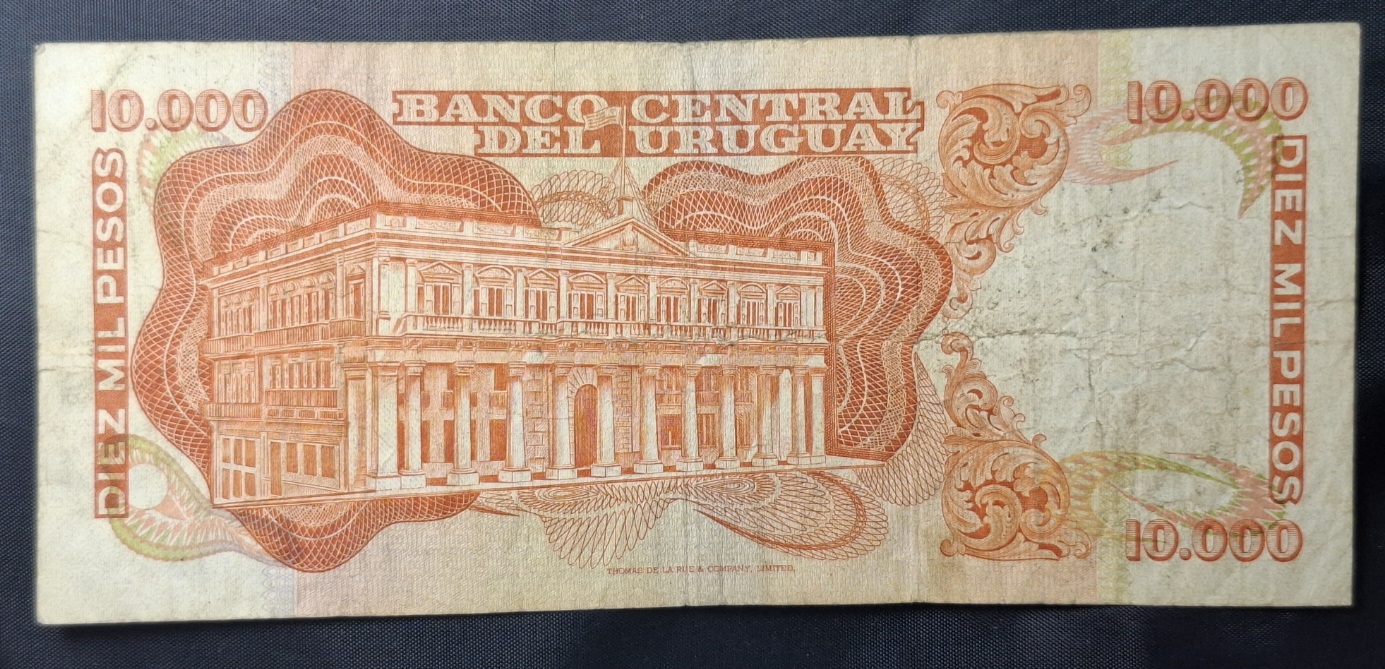 10.000
BANCO CENTRAL
DEL URUGUAY
10.000
DIEZ MIL PESOS
DIEZ MIL PESOS
10.000
THOMAS DE LA RUE & COMPANY, LIMITED.